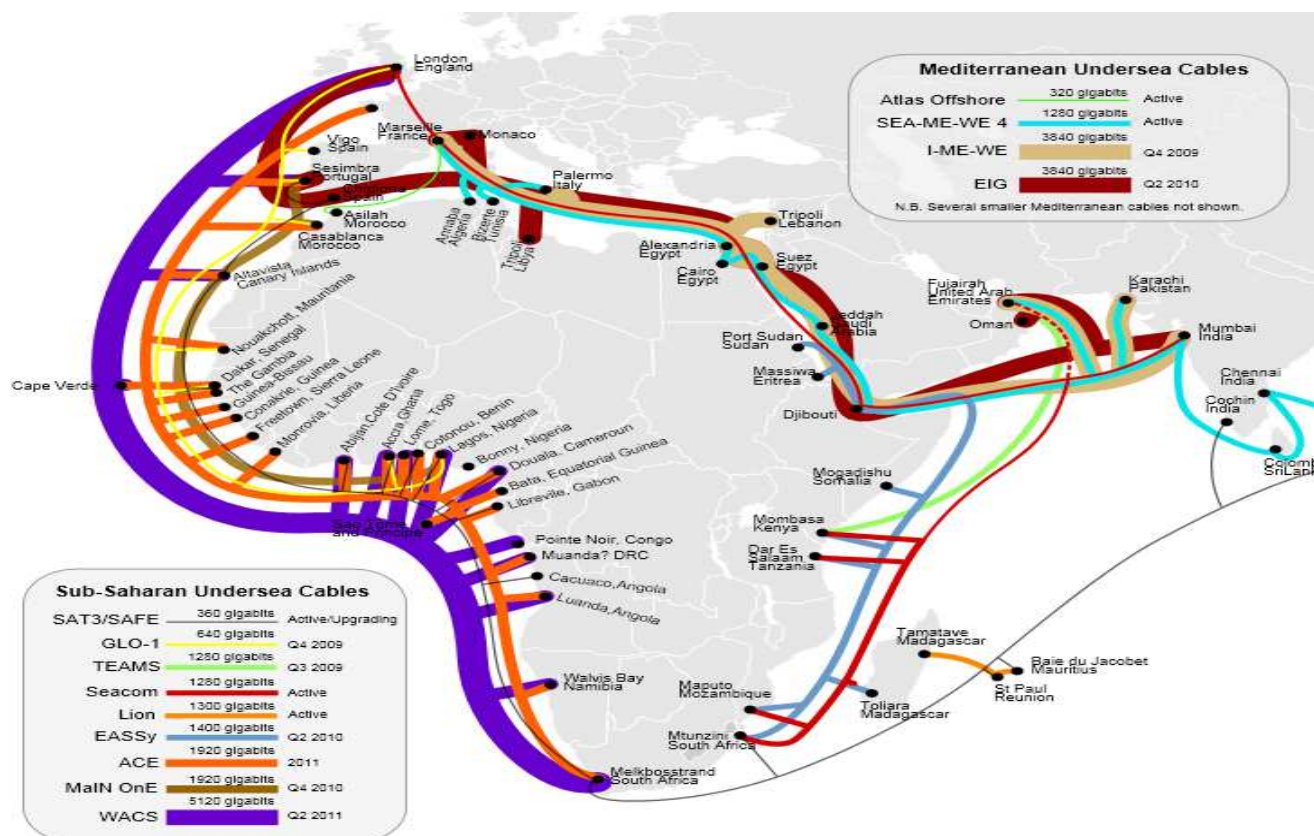 London
England
Marseille
France
Monaco
Vigo
Spain
Sesimbra
Portugal
Chipiona
Spain
Asilah
Morocco
Casablanca
Morocco
Annaba
Algeria
Bizerte
Tunisia
Palermo
Italy
Tripoli
Libya
Tripoli
Lebanon
Alexandria
Egypt
Cairo
Egypt
Suez
Egypt
Altavista
Canary Islands
Nouakchott, Mauritania
Dakar, Senegal
The Gambia
Guinea-Bissau
Conakrie, Guinea
Freetown, Sierra Leone
Monrovia, Liberia
Cape Verde
Abijan,Cote D'Ivore
Accra,Ghana
Lome, Togo
Cotonou, Benin
Lagos, Nigeria
Bonny, Nigeria
Douala, Cameroun
Bata, Equatorial Guinea
Libreville, Gabon
Sao Tome
and Principe
Pointe Noir, Congo
Muanda? DRC
Cacuaco,Angola
Luanda,Angola
Walvis Bay
Namibia
Melkbosstrand
South Africa
Jeddah
Saudi
Arabia
Port Sudan
Sudan
Massiwa
Eritrea
Djibouti
Fujairah
United Arab
Emirates
Oman
Karachi
Pakistan
Mumbai
India
Chennai
India
Cochin
India
Mogadishu
Somalia
Mombasa
Kenya
Dar Es
Salaam
Tanzania
Tamatave
Madagascar
Baie du Jacobet
Mauritius
St Paul
Reunion
Toliara
Madagascar
Maputo
Mozambique
Mtunzini
South Africa
Mediterranean Undersea Cables
Atlas Offshore 320 gigabits Active
SEA-ME-WE 4 1280 gigabits Active
I-ME-WE 3840 gigabits Q4 2009
EIG 3840 gigabits Q2 2010
N.B. Several smaller Mediterranean cables not shown.
Sub-Saharan Undersea Cables
SAT3/SAFE 360 gigabits Active/Upgrading
GLO-1 640 gigabits Q4 2009
TEAMS 1280 gigabits Q3 2009
Seacom 1280 gigabits Active
Lion 1300 gigabits Active
EASSy 1400 gigabits Q2 2010
ACE 1920 gigabits 2011
MaIN OnE 1920 gigabits Q4 2010
WACS 5120 gigabits Q2 2011